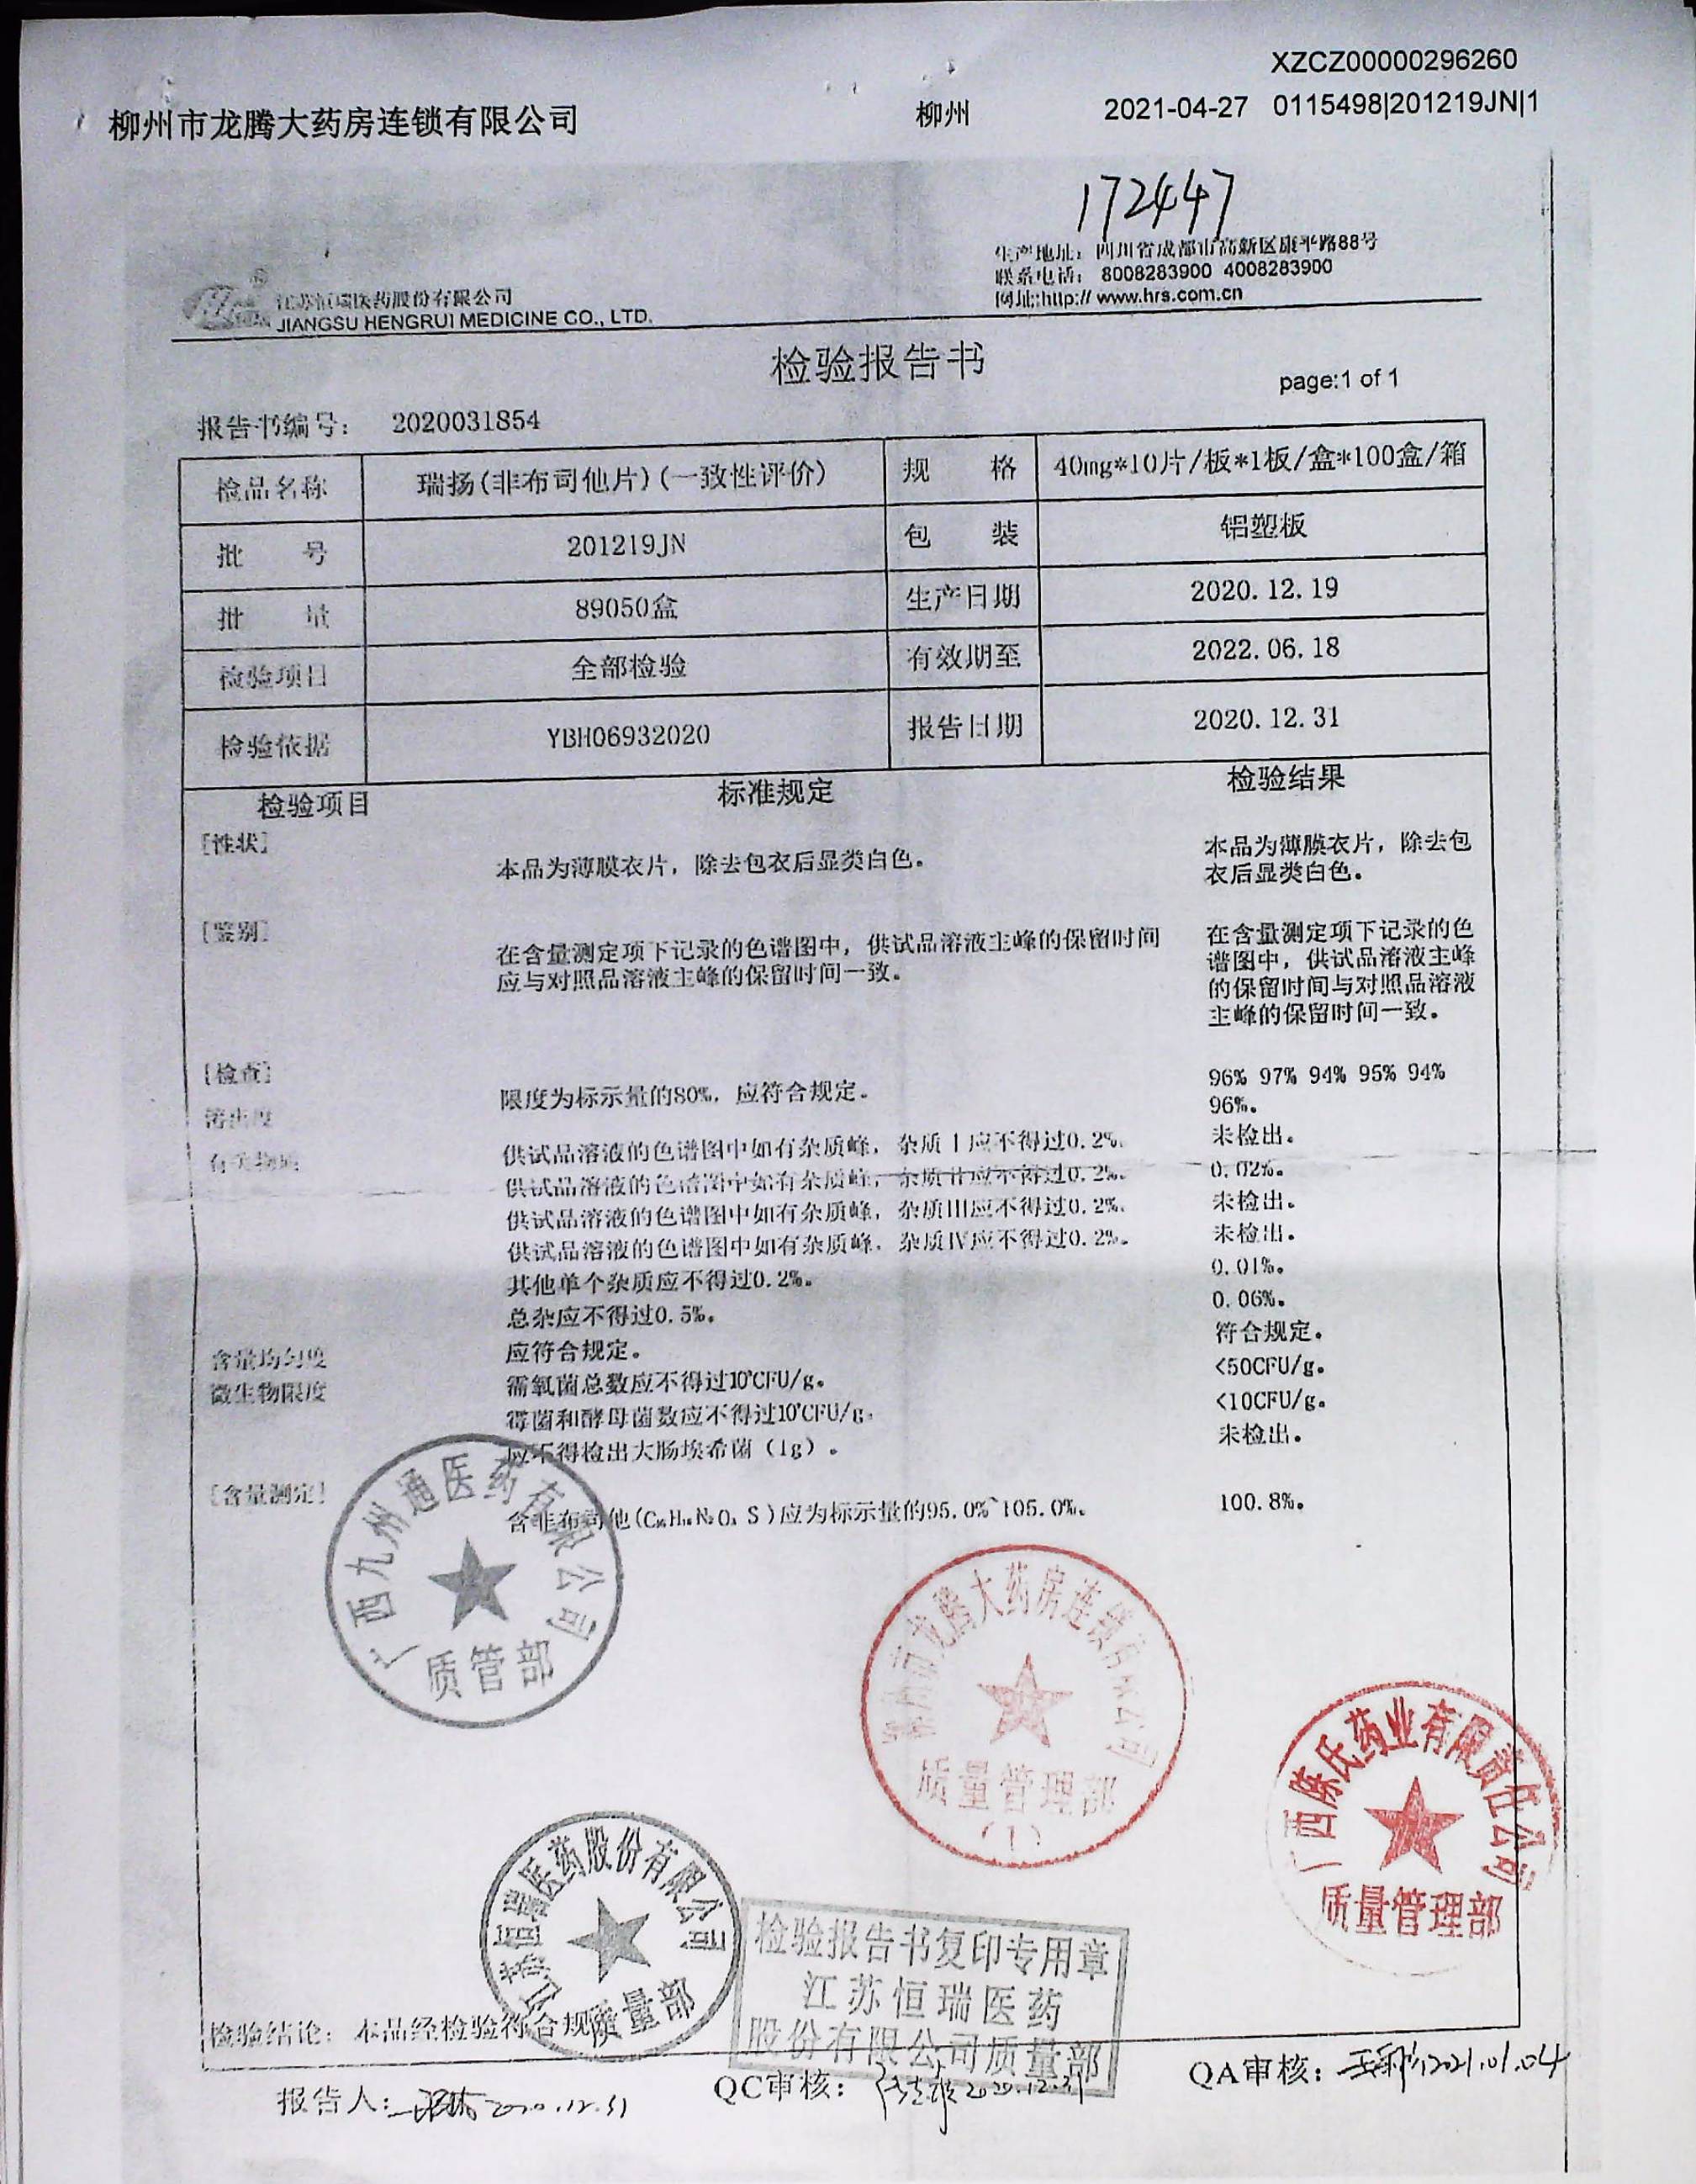 XZCZ00000296260
柳州市龙腾大药房连锁有限公司 柳州 2021-04-27 0115498|201219JN|1
172447
生产地址：四川省成都市高新区康平路88号
联系电话： 8008283900 4008283900
网址:http:// www.hrs.com.cn
江苏恒瑞医药股份有限公司
JIANGSU HENGRUI MEDICINE CO., LTD.
检验报告书
page:1 of 1
报告书编号： 2020031854
检品名称 瑞扬(非布司他片)(一致性评价) 规 格 40mg*10片/板*1板/盒*100盒/箱
批 号 201219JN 包 装 铝塑板
批 量 89050盒 生产日期 2020.12.19
检验项目 全部检验 有效期至 2022.06.18
检验依据 YBH06932020 报告日期 2020.12.31
检验项目 标准规定 检验结果
[性状]
本品为薄膜衣片，除去包衣后显类白色。
本品为薄膜衣片，除去包
衣后显类白色。
[鉴别]
在含量测定项下记录的色谱图中，供试品溶液主峰的保留时间
应与对照品溶液主峰的保留时间一致。
在含量测定项下记录的色
谱图中，供试品溶液主峰
的保留时间与对照品溶液
主峰的保留时间一致。
[检查]
溶出度 限度为标示量的80%，应符合规定。 96% 97% 94% 95% 94%
96%。
有关物质 供试品溶液的色谱图中如有杂质峰，杂质I应不得过0.2%。 未检出。
供试品溶液的色谱图中如有杂质峰，杂质II应不得过0.2%。 0.02%。
供试品溶液的色谱图中如有杂质峰，杂质III应不得过0.2%。 未检出。
供试品溶液的色谱图中如有杂质峰，杂质IV应不得过0.2%。 未检出。
其他单个杂质应不得过0.2%。 0.01%。
总杂应不得过0.5%。 0.06%。
含量均匀度 应符合规定。 符合规定。
微生物限度 需氧菌总数应不得过10 CFU/g。 <50CFU/g。
霉菌和酵母菌数应不得过10 CFU/g。 <10CFU/g。
应不得检出大肠埃希菌（1g）。 未检出。
[含量测定]
含非布司他( S )应为标示量的95.0%~105.0%。 100.8%。
广西九州通医药有限公司
质管部
柳州市龙腾大药房连锁有限公司
质量管理部
(1)
广西陈氏药业有限责任公司
质量管理部
江苏恒瑞医药股份有限公司
质量部
检验报告书复印专用章
江苏恒瑞医药
股份有限公司质量部
检验结论：本品经检验符合规
报告人： 2020.12.31
QC审核： 2020.12.31
QA审核： 2021.01.04